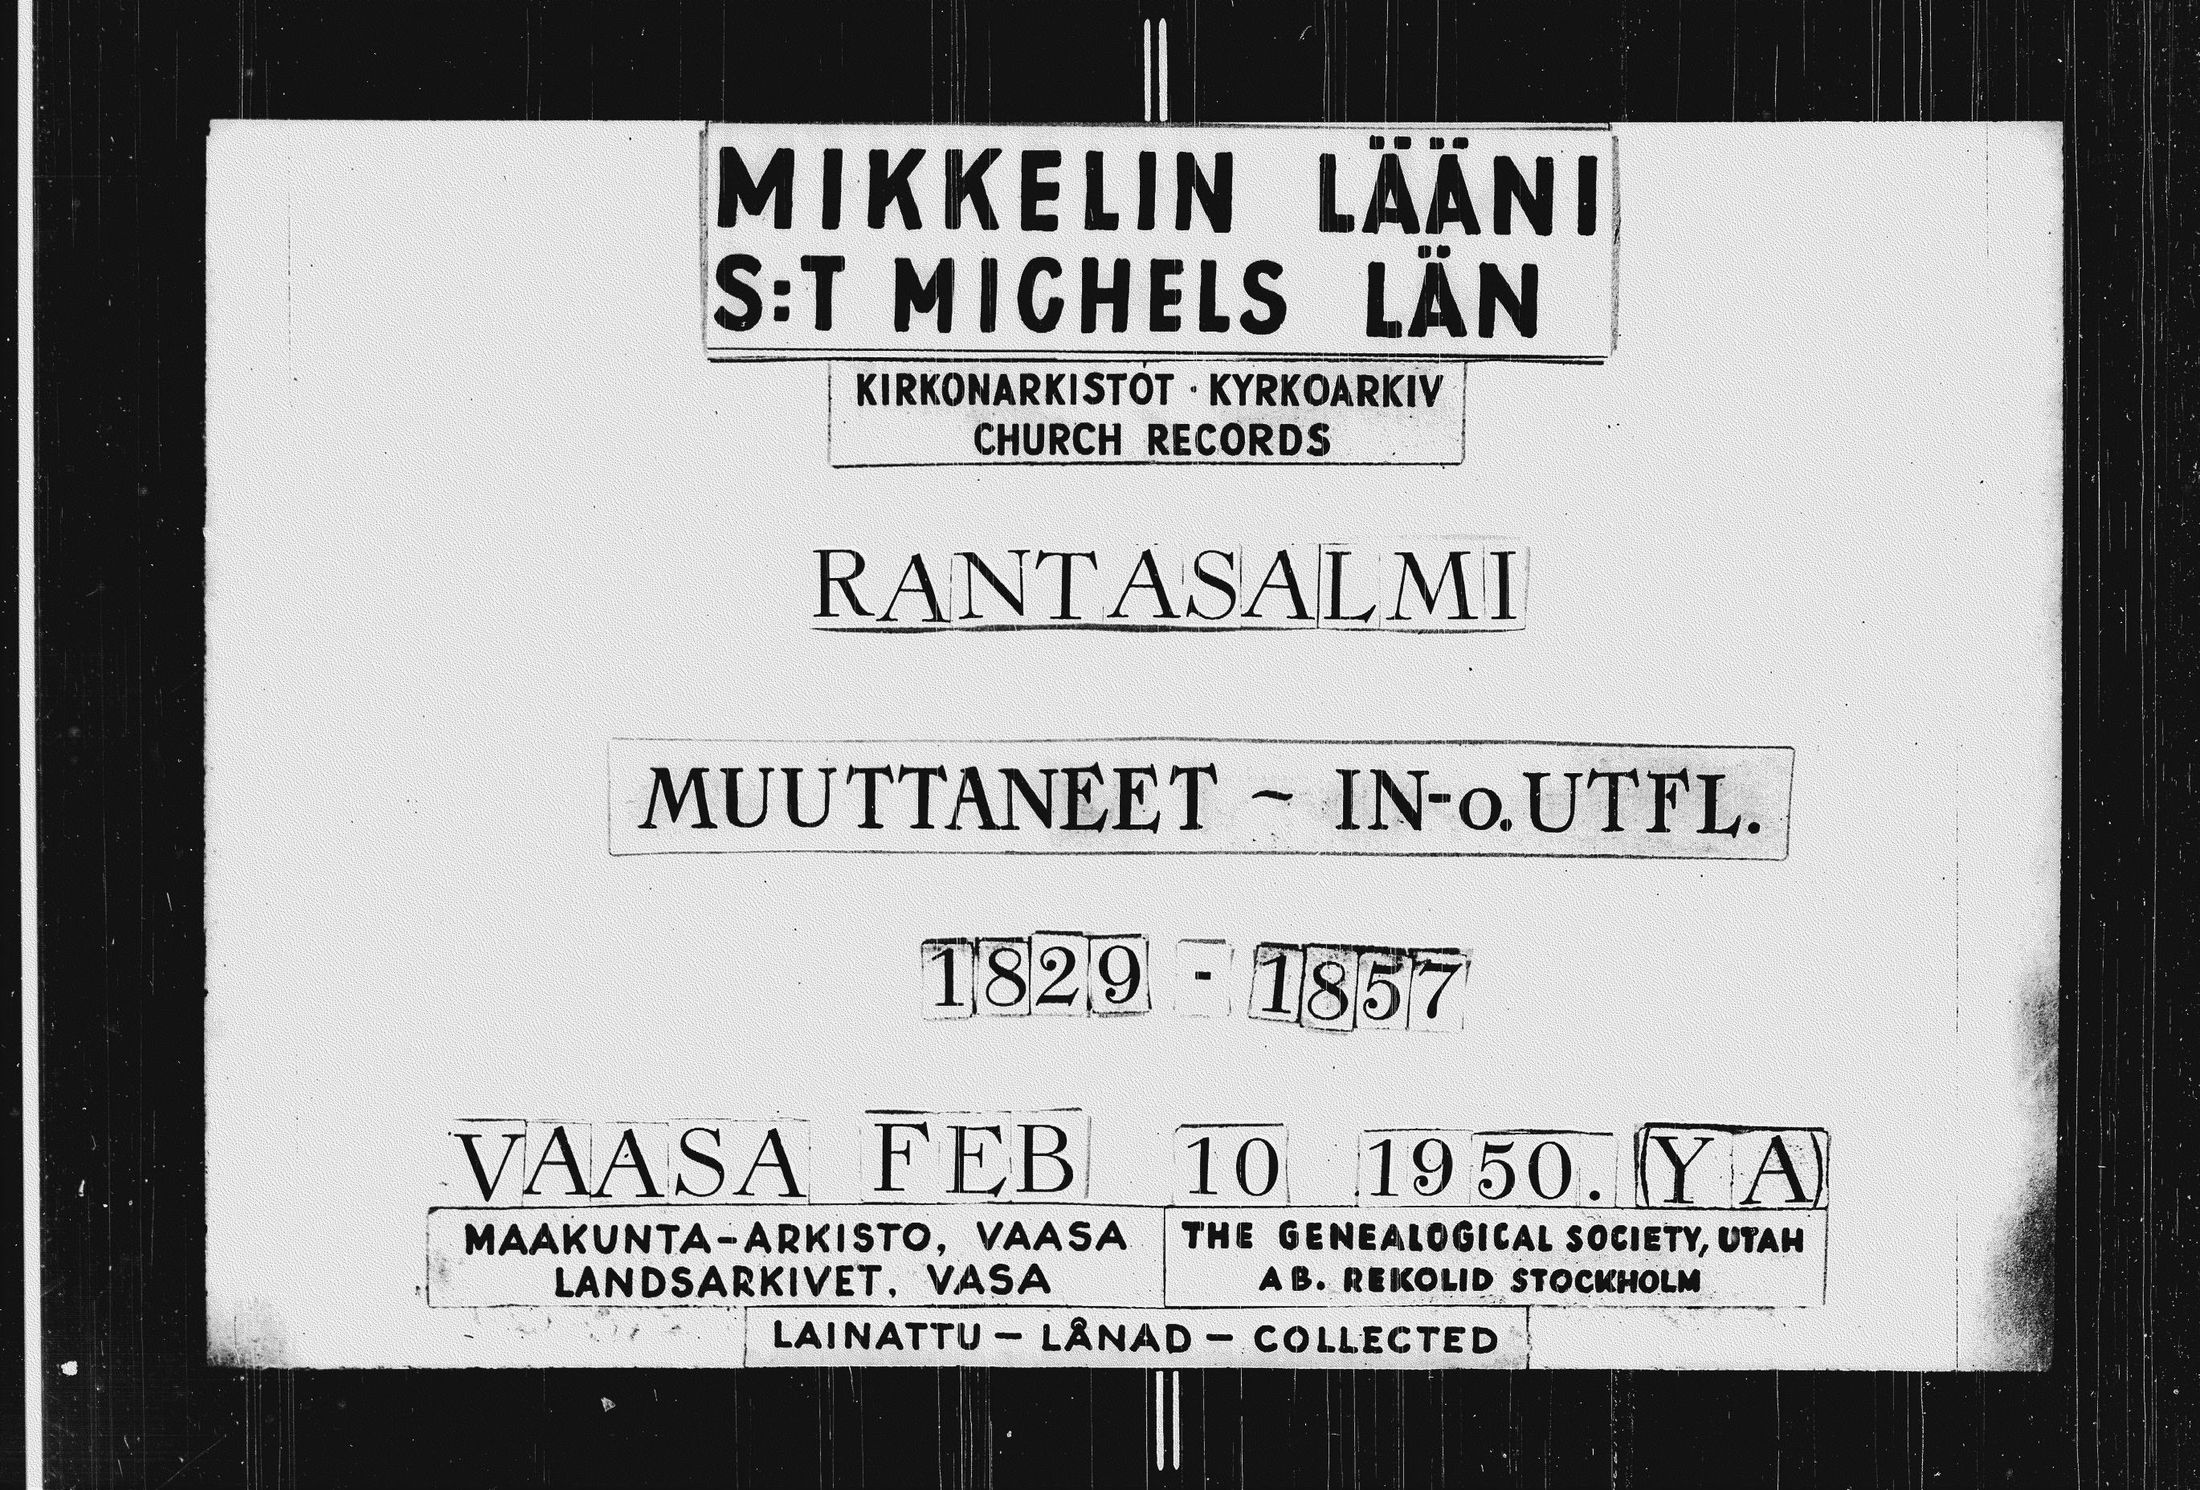 MIKKELIN LÄÄNI
S:T MICHELS LÄN
KIRKONARKISTOT · KYRKOARKIV
CHURCH RECORDS
RANTASALMI
MUUTTANEET ~ IN-o.UTFL.
1829 - 1857
VAASA FEB 10 1950. (YA)
MAAKUNTA-ARKISTO, VAASA
LANDSARKIVET, VASA
THE GENEALOGICAL SOCIETY, UTAH
AB. REKOLID STOCKHOLM
LAINATTU — LÅNAD — COLLECTED